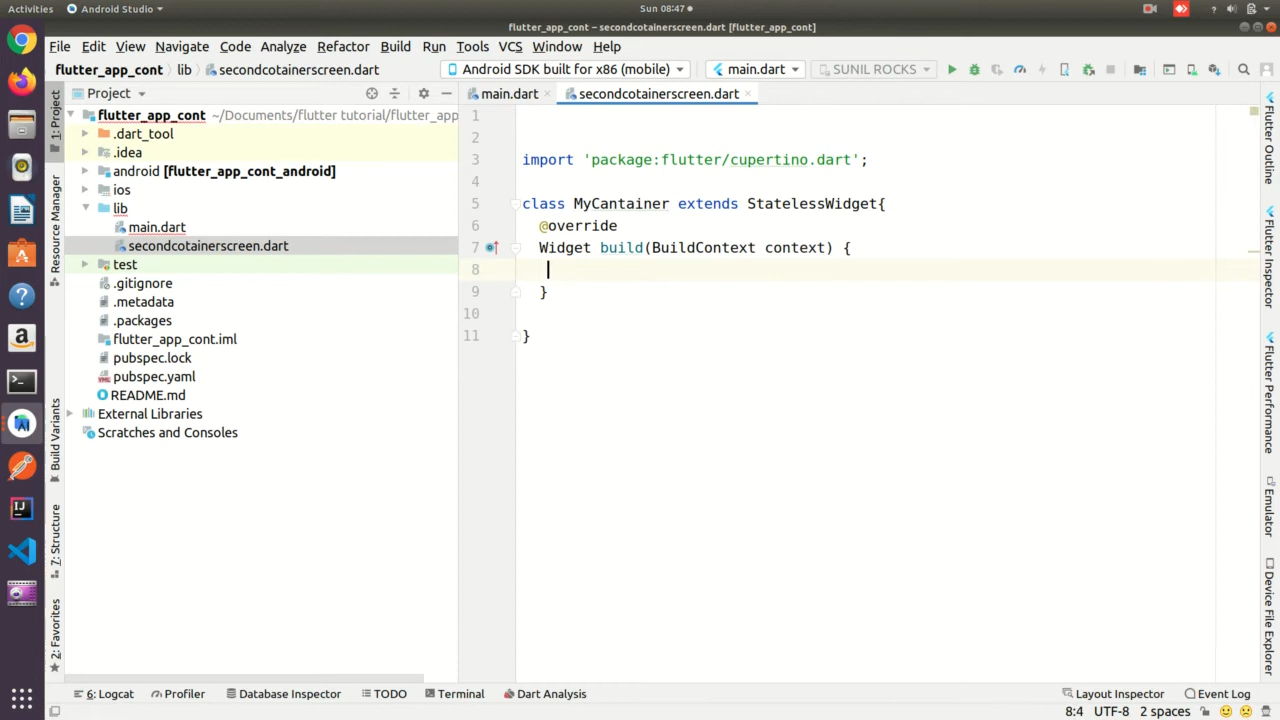 Activities
Android Studio
Sun 08:47
flutter_app_cont – secondcotainerscreen.dart [flutter_app_cont]
File Edit View Navigate Code Analyze Refactor Build Run Tools VCS Window Help
flutter_app_cont lib secondcotainerscreen.dart
Android SDK built for x86 (mobile)
main.dart
SUNIL ROCKS
1: Project
Resource Manager
Build Variants
7: Structure
2: Favorites
Project
flutter_app_cont ~/Documents/flutter tutorial/flutter_app
.dart_tool
.idea
android [flutter_app_cont_android]
ios
lib
main.dart
secondcotainerscreen.dart
test
.gitignore
.metadata
.packages
flutter_app_cont.iml
pubspec.lock
pubspec.yaml
README.md
External Libraries
Scratches and Consoles
main.dart
secondcotainerscreen.dart
1
2
3 import 'package:flutter/cupertino.dart';
4
5 class MyCantainer extends StatelessWidget{
6 @override
7 Widget build(BuildContext context) {
8
9 }
10
11 }
Flutter Outline
Flutter Inspector
Flutter Performance
Emulator
Device File Explorer
6: Logcat
Profiler
Database Inspector
TODO
Terminal
Dart Analysis
Layout Inspector
Event Log
8:4 UTF-8 2 spaces